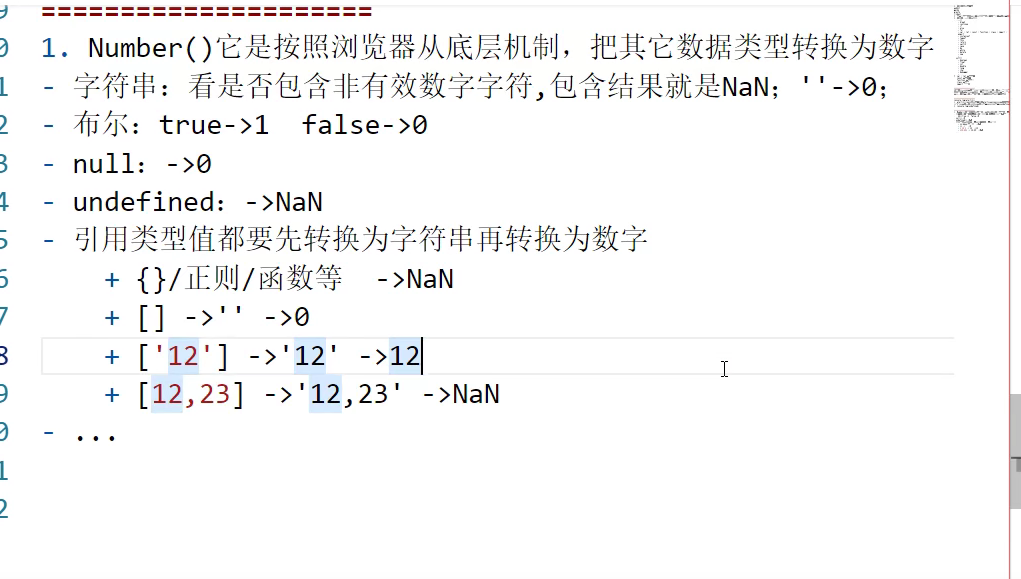 =====================
1. Number()它是按照浏览器从底层机制，把其它数据类型转换为数字
- 字符串：看是否包含非有效数字字符,包含结果就是NaN；''->0；
- 布尔：true->1  false->0
- null：->0
- undefined：->NaN
- 引用类型值都要先转换为字符串再转换为数字
+ {}/正则/函数等  ->NaN
+ [] ->'' ->0
+ ['12'] ->'12' ->12
+ [12,23] ->'12,23' ->NaN
- ...